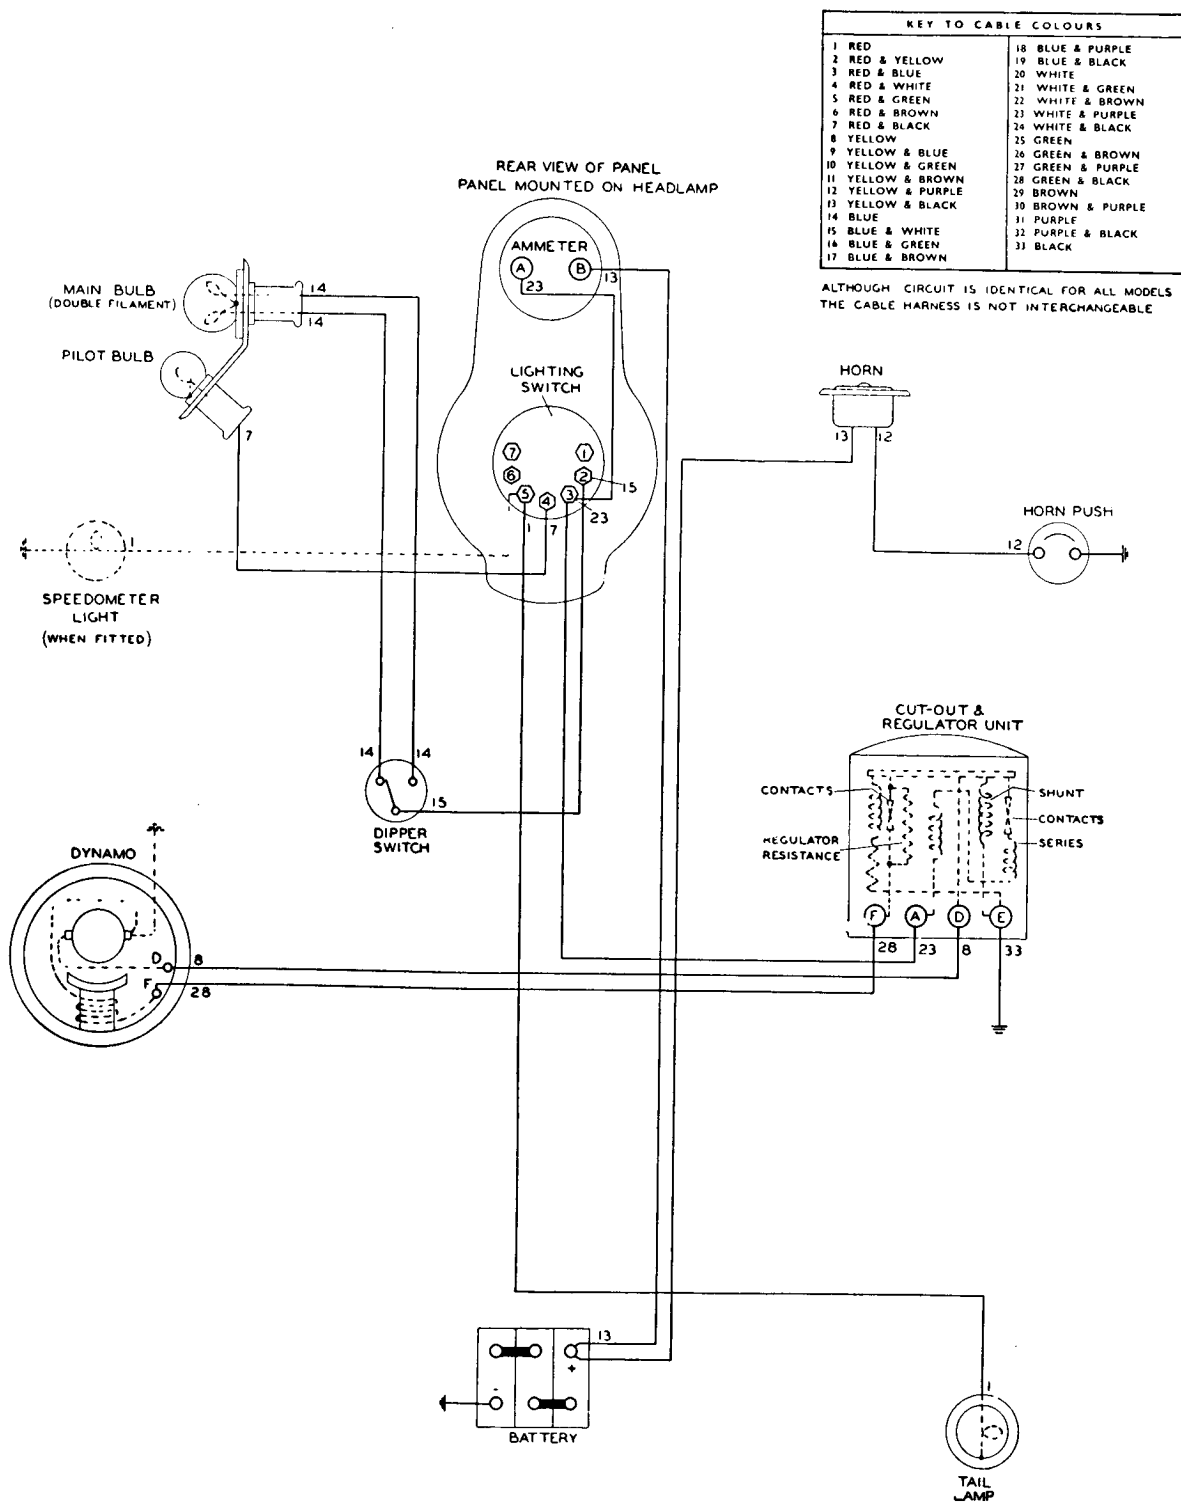 KEY TO CABLE COLOURS
1 RED
2 RED & YELLOW
3 RED & BLUE
4 RED & WHITE
5 RED & GREEN
6 RED & BROWN
7 RED & BLACK
8 YELLOW
9 YELLOW & BLUE
10 YELLOW & GREEN
11 YELLOW & BROWN
12 YELLOW & PURPLE
13 YELLOW & BLACK
14 BLUE
15 BLUE & WHITE
16 BLUE & GREEN
17 BLUE & BROWN
18 BLUE & PURPLE
19 BLUE & BLACK
20 WHITE
21 WHITE & GREEN
22 WHITE & BROWN
23 WHITE & PURPLE
24 WHITE & BLACK
25 GREEN
26 GREEN & BROWN
27 GREEN & PURPLE
28 GREEN & BLACK
29 BROWN
30 BROWN & PURPLE
31 PURPLE
32 PURPLE & BLACK
33 BLACK
ALTHOUGH CIRCUIT IS IDENTICAL FOR ALL MODELS
THE CABLE HARNESS IS NOT INTERCHANGEABLE
REAR VIEW OF PANEL
PANEL MOUNTED ON HEADLAMP
AMMETER
A
B
13
23
MAIN BULB
(DOUBLE FILAMENT)
14
14
PILOT BULB
7
LIGHTING
SWITCH
7
1
6
2
5
4
3
15
1
1
7
23
HORN
13
12
HORN PUSH
12
1
SPEEDOMETER
LIGHT
(WHEN FITTED)
14
14
15
DIPPER
SWITCH
CUT-OUT &
REGULATOR UNIT
CONTACTS
SHUNT
CONTACTS
REGULATOR
RESISTANCE
SERIES
F
A
D
E
28
23
8
33
DYNAMO
D
8
F
28
13
+
-
BATTERY
1
TAIL
LAMP